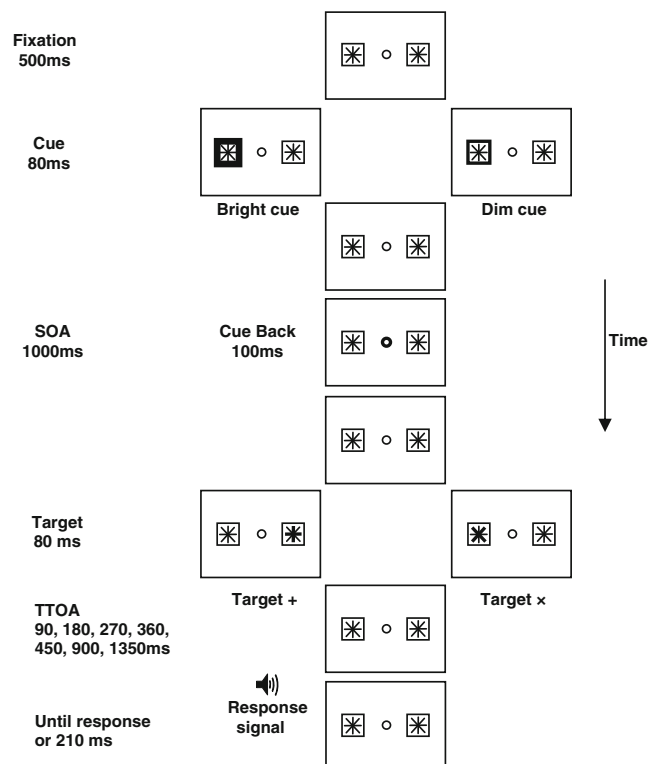 Fixation
500ms
Cue
80ms
Bright cue
Dim cue
SOA
1000ms
Cue Back
100ms
Time
Target
80 ms
Target +
Target ×
TTOA
90, 180, 270, 360,
450, 900, 1350ms
Response
signal
Until response
or 210 ms